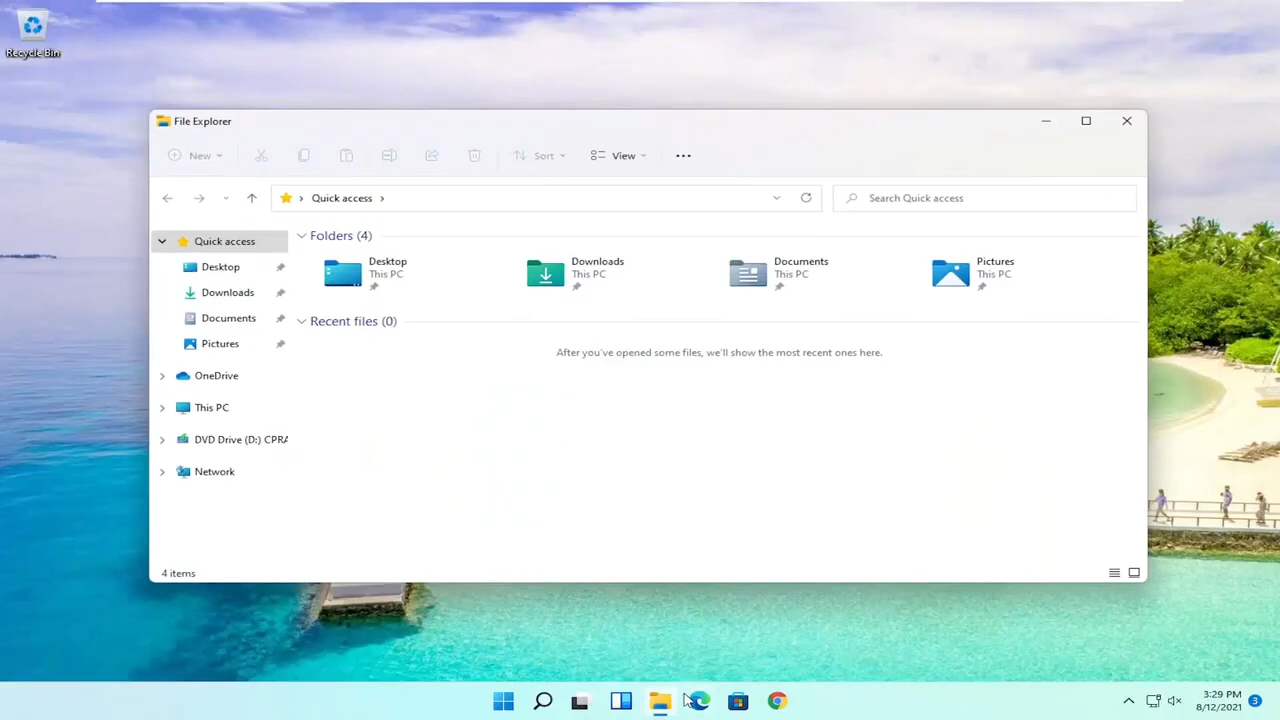 Recycle Bin
File Explorer
New
Sort
View
Quick access
Search Quick access
Quick access
Desktop
Downloads
Documents
Pictures
OneDrive
This PC
DVD Drive (D:) CPRA
Network
Folders (4)
Desktop
This PC
Downloads
This PC
Documents
This PC
Pictures
This PC
Recent files (0)
After you've opened some files, we'll show the most recent ones here.
4 items
3:29 PM
8/12/2021
3